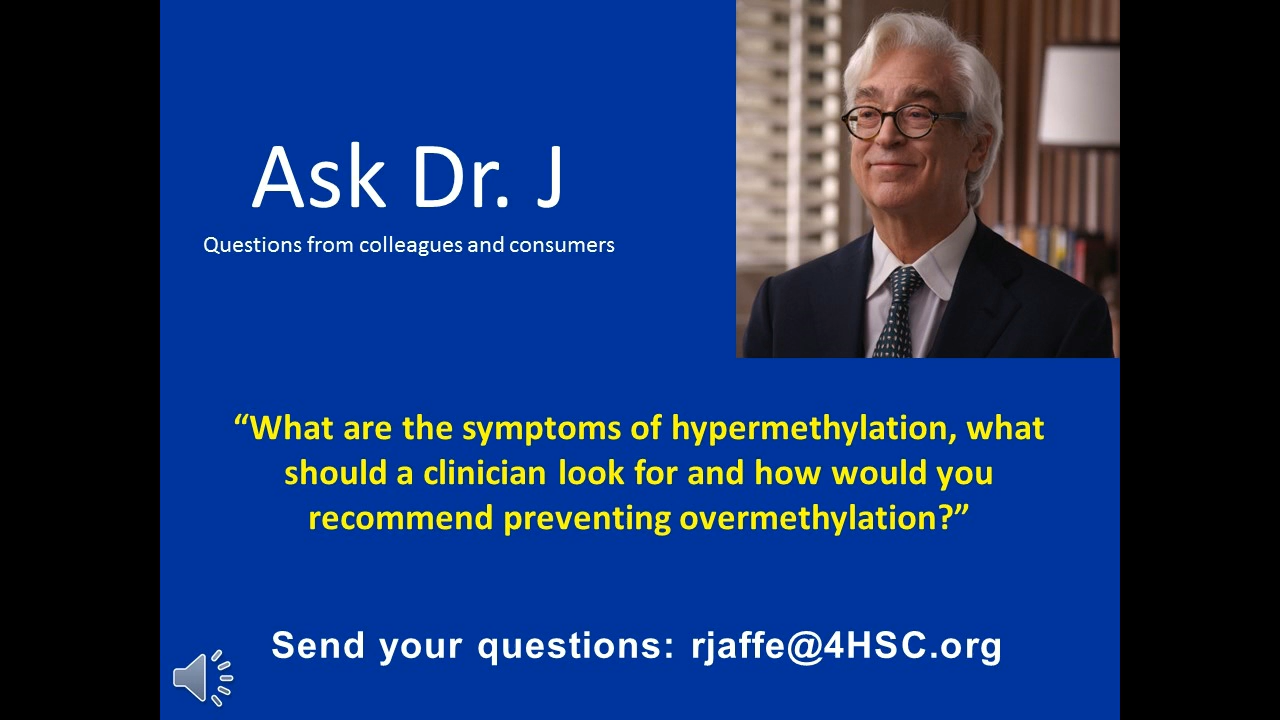 Ask Dr. J
Questions from colleagues and consumers
“What are the symptoms of hypermethylation, what
should a clinician look for and how would you
recommend preventing overmethylation?”
Send your questions: rjaffe@4HSC.org